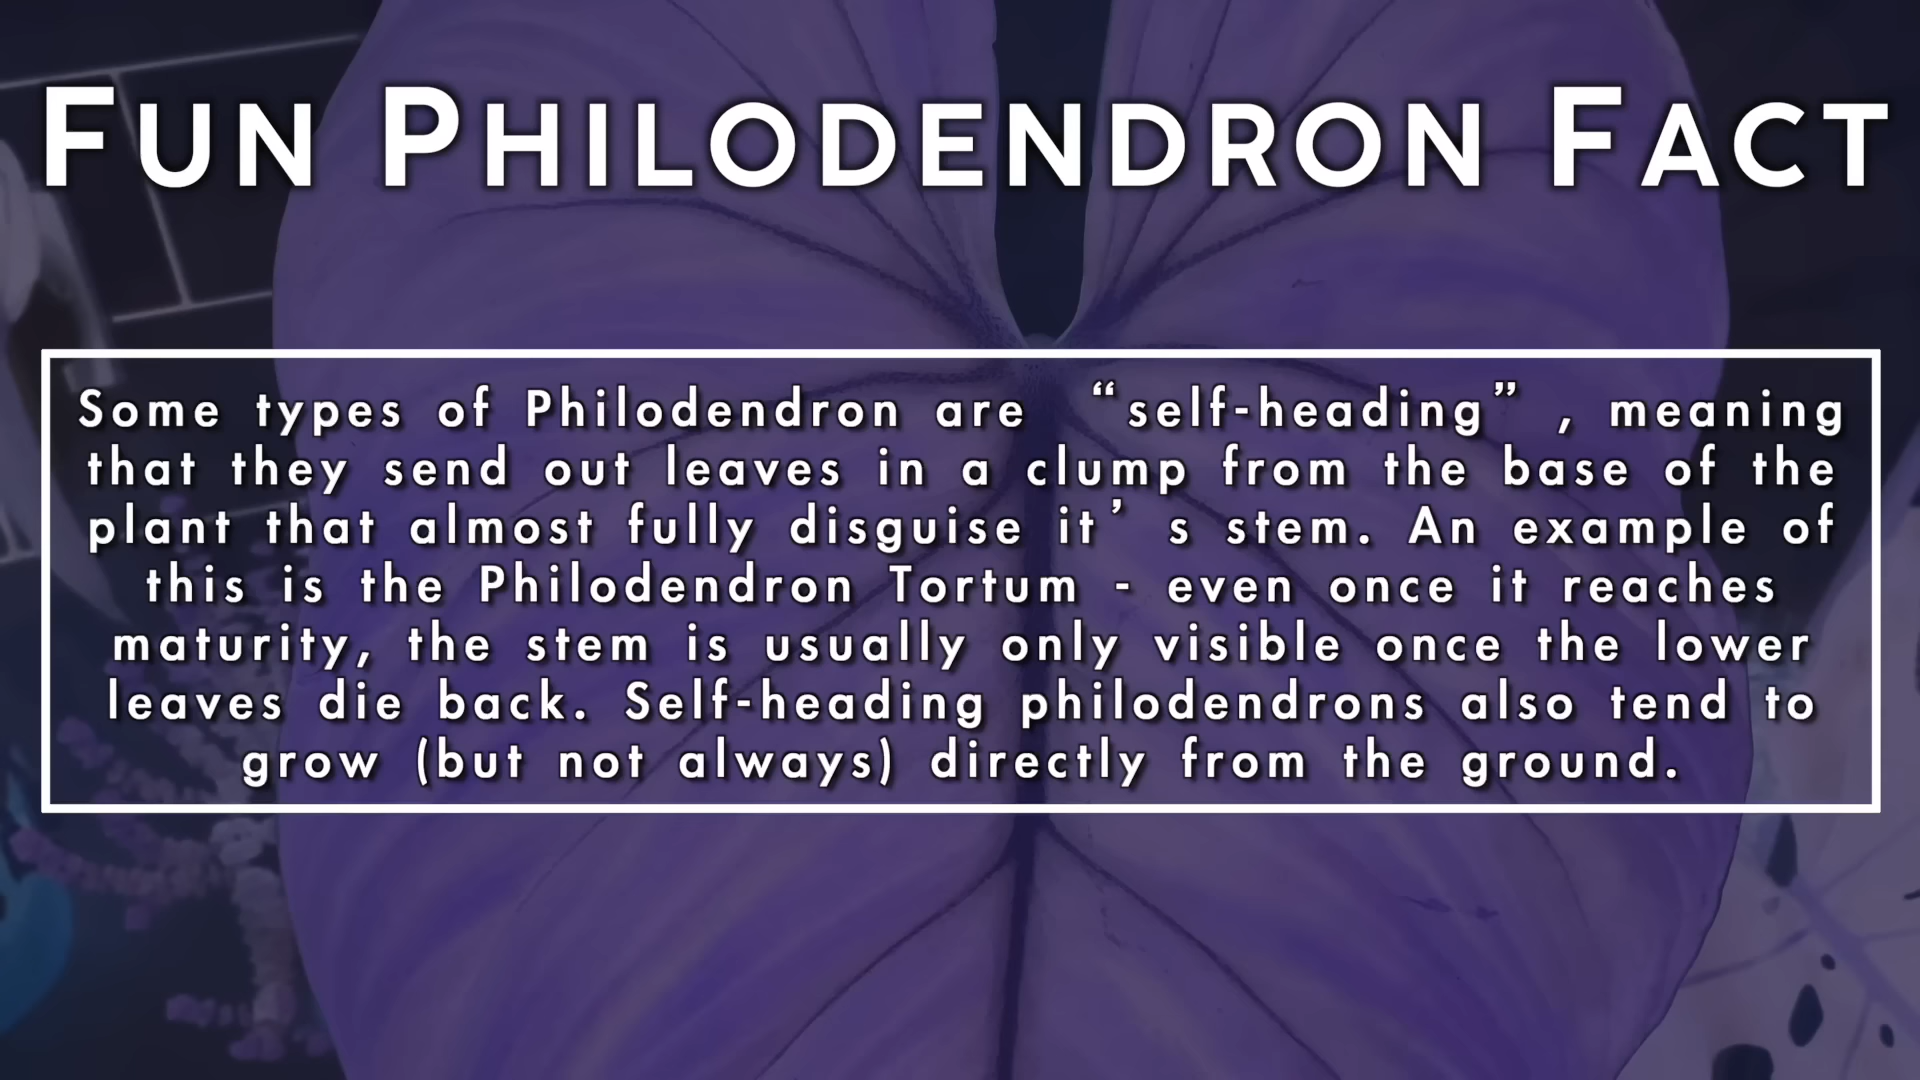 FUN PHILODENDRON FACT
Some types of Philodendron are “self-heading”, meaning
that they send out leaves in a clump from the base of the
plant that almost fully disguise it’s stem. An example of
this is the Philodendron Tortum - even once it reaches
maturity, the stem is usually only visible once the lower
leaves die back. Self-heading philodendrons also tend to
grow (but not always) directly from the ground.